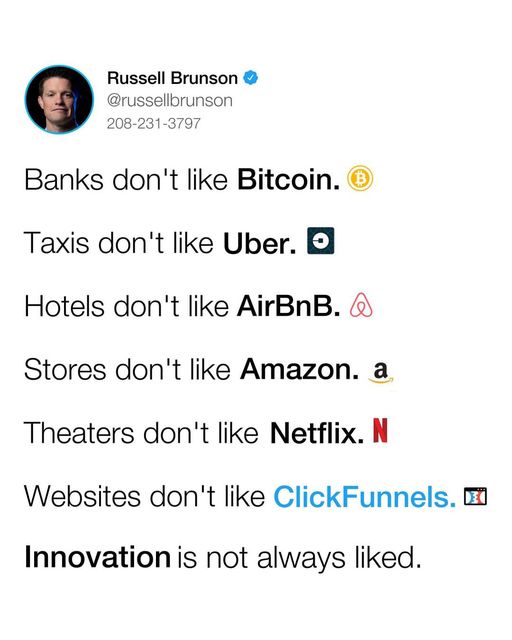 Russell Brunson
@russellbrunson
208-231-3797
Banks don't like Bitcoin.
Taxis don't like Uber.
Hotels don't like AirBnB.
Stores don't like Amazon. a
Theaters don't like Netflix. N
Websites don't like ClickFunnels.
Innovation is not always liked.